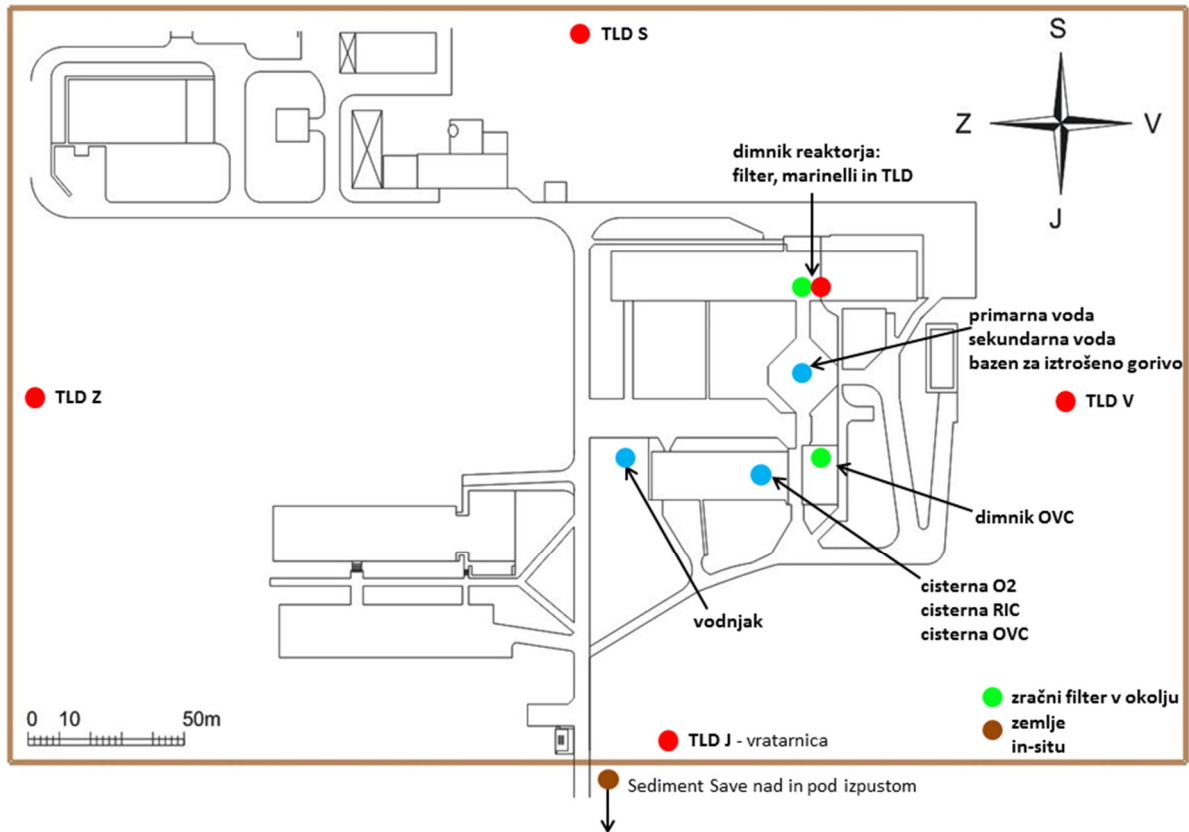 TLD S
S
Z
V
J
dimnik reaktorja:
filter, marinelli in TLD
primarna voda
sekundarna voda
bazen za iztrošeno gorivo
TLD Z
TLD V
dimnik OVC
cisterna O2
cisterna RIC
cisterna OVC
vodnjak
zračni filter v okolju
zemlje
in-situ
0 10 50m
TLD J - vratarnica
Sediment Save nad in pod izpustom